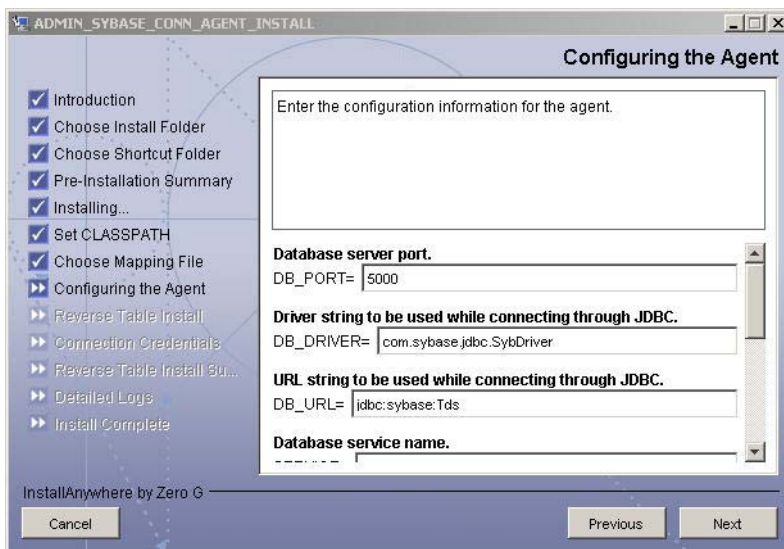 ADMIN_SYBASE_CONN_AGENT_INSTALL
Configuring the Agent
Introduction
Choose Install Folder
Choose Shortcut Folder
Pre-Installation Summary
Installing...
Set CLASSPATH
Choose Mapping File
Configuring the Agent
Reverse Table Install
Connection Credentials
Reverse Table Install Su...
Detailed Logs
Install Complete
Enter the configuration information for the agent.
Database server port.
DB_PORT= 5000
Driver string to be used while connecting through JDBC.
DB_DRIVER= com.sybase.jdbc.SybDriver
URL string to be used while connecting through JDBC.
DB_URL= jdbc:sybase:Tds
Database service name.
InstallAnywhere by Zero G
Cancel
Previous
Next